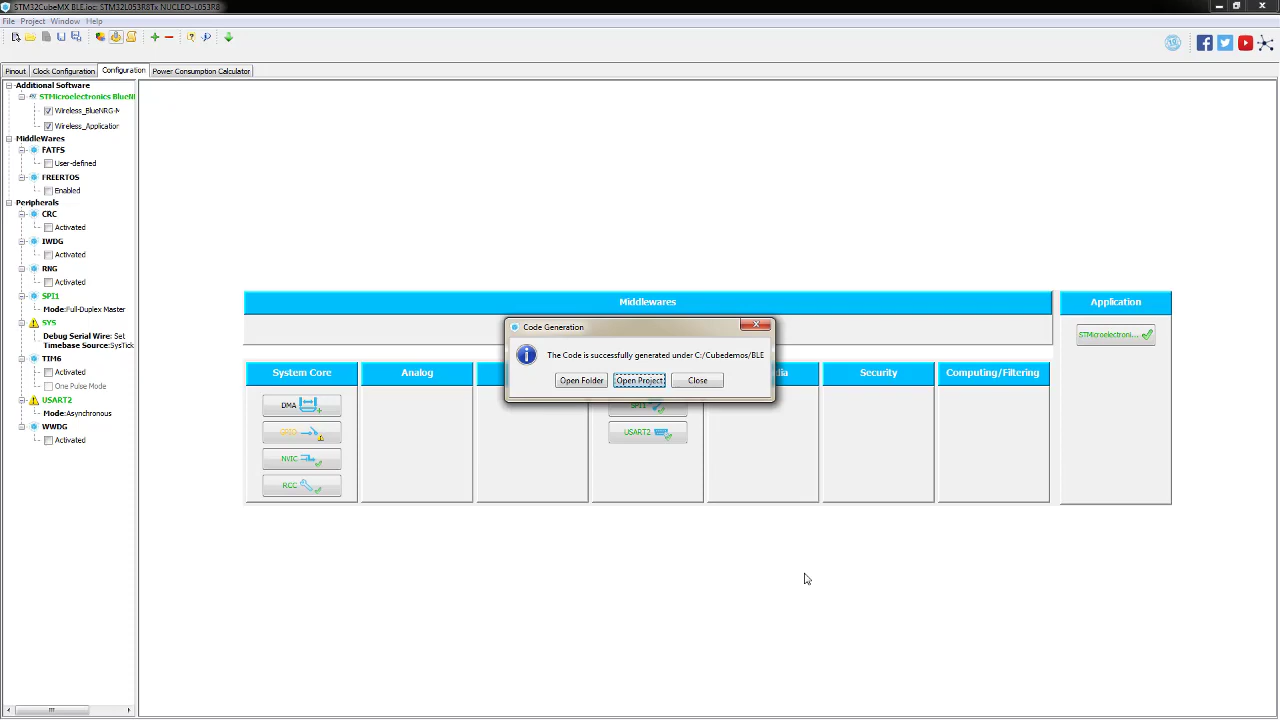 STM32CubeMX BLE.ioc: STM32L053R8Tx NUCLEO-L053R8
File Project Window Help
Pinout Clock Configuration Configuration Power Consumption Calculator
Additional Software
STMicroelectronics BlueN
Wireless_BlueNRG-M
Wireless_Application
MiddleWares
FATFS
User-defined
FREERTOS
Enabled
Peripherals
CRC
Activated
IWDG
Activated
RNG
Activated
SPI1
Mode:Full-Duplex Master
SYS
Debug Serial Wire: Set
Timebase Source:SysTick
TIM6
Activated
One Pulse Mode
USART2
Mode:Asynchronous
WWDG
Activated
Middlewares
Application
STMicroelectroni...
Code Generation
The Code is successfully generated under C:/Cubedemos/BLE
Open Folder Open Project Close
System Core Analog dia Security Computing/Filtering
DMA SPI1
GPIO USART2
NVIC
RCC